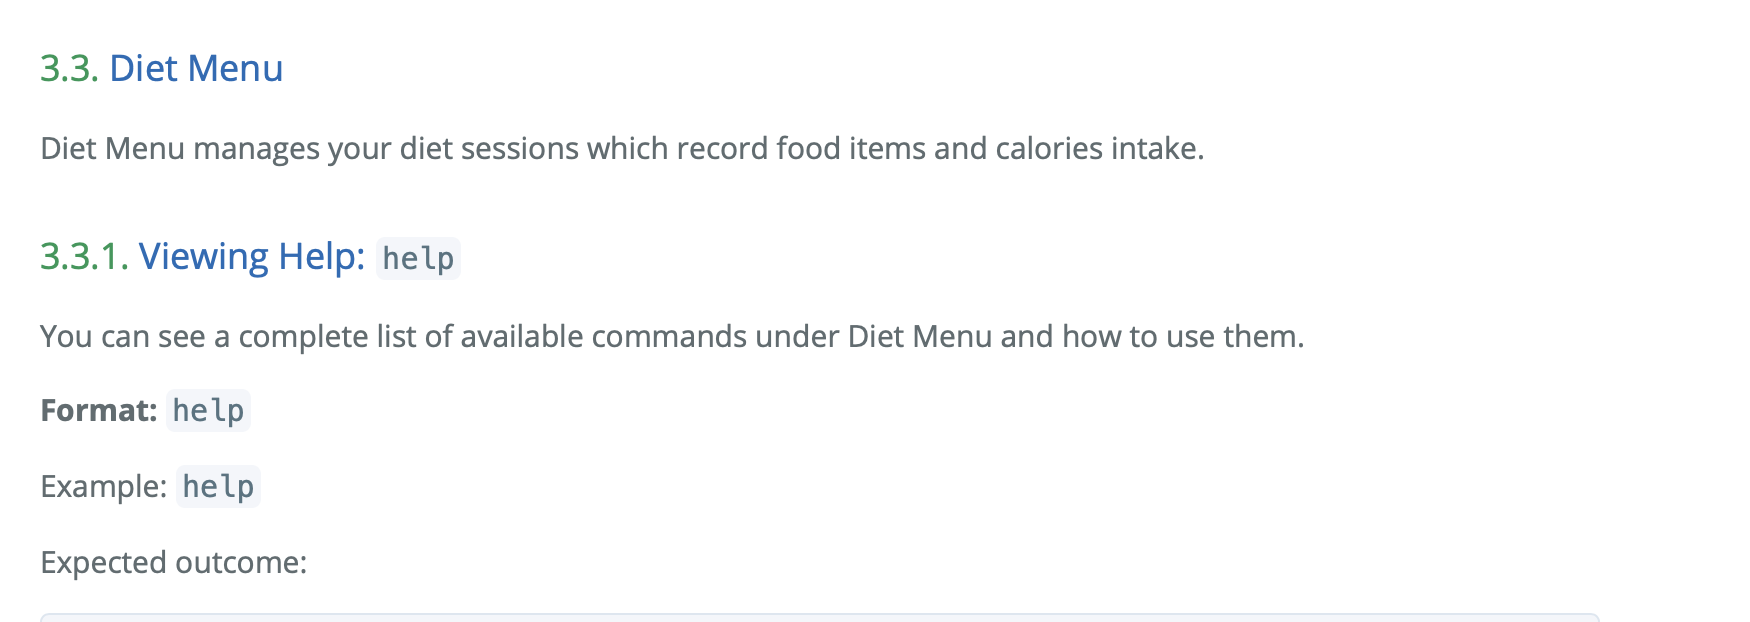 3.3. Diet Menu
Diet Menu manages your diet sessions which record food items and calories intake.
3.3.1. Viewing Help: help
You can see a complete list of available commands under Diet Menu and how to use them.
Format: help
Example: help
Expected outcome: